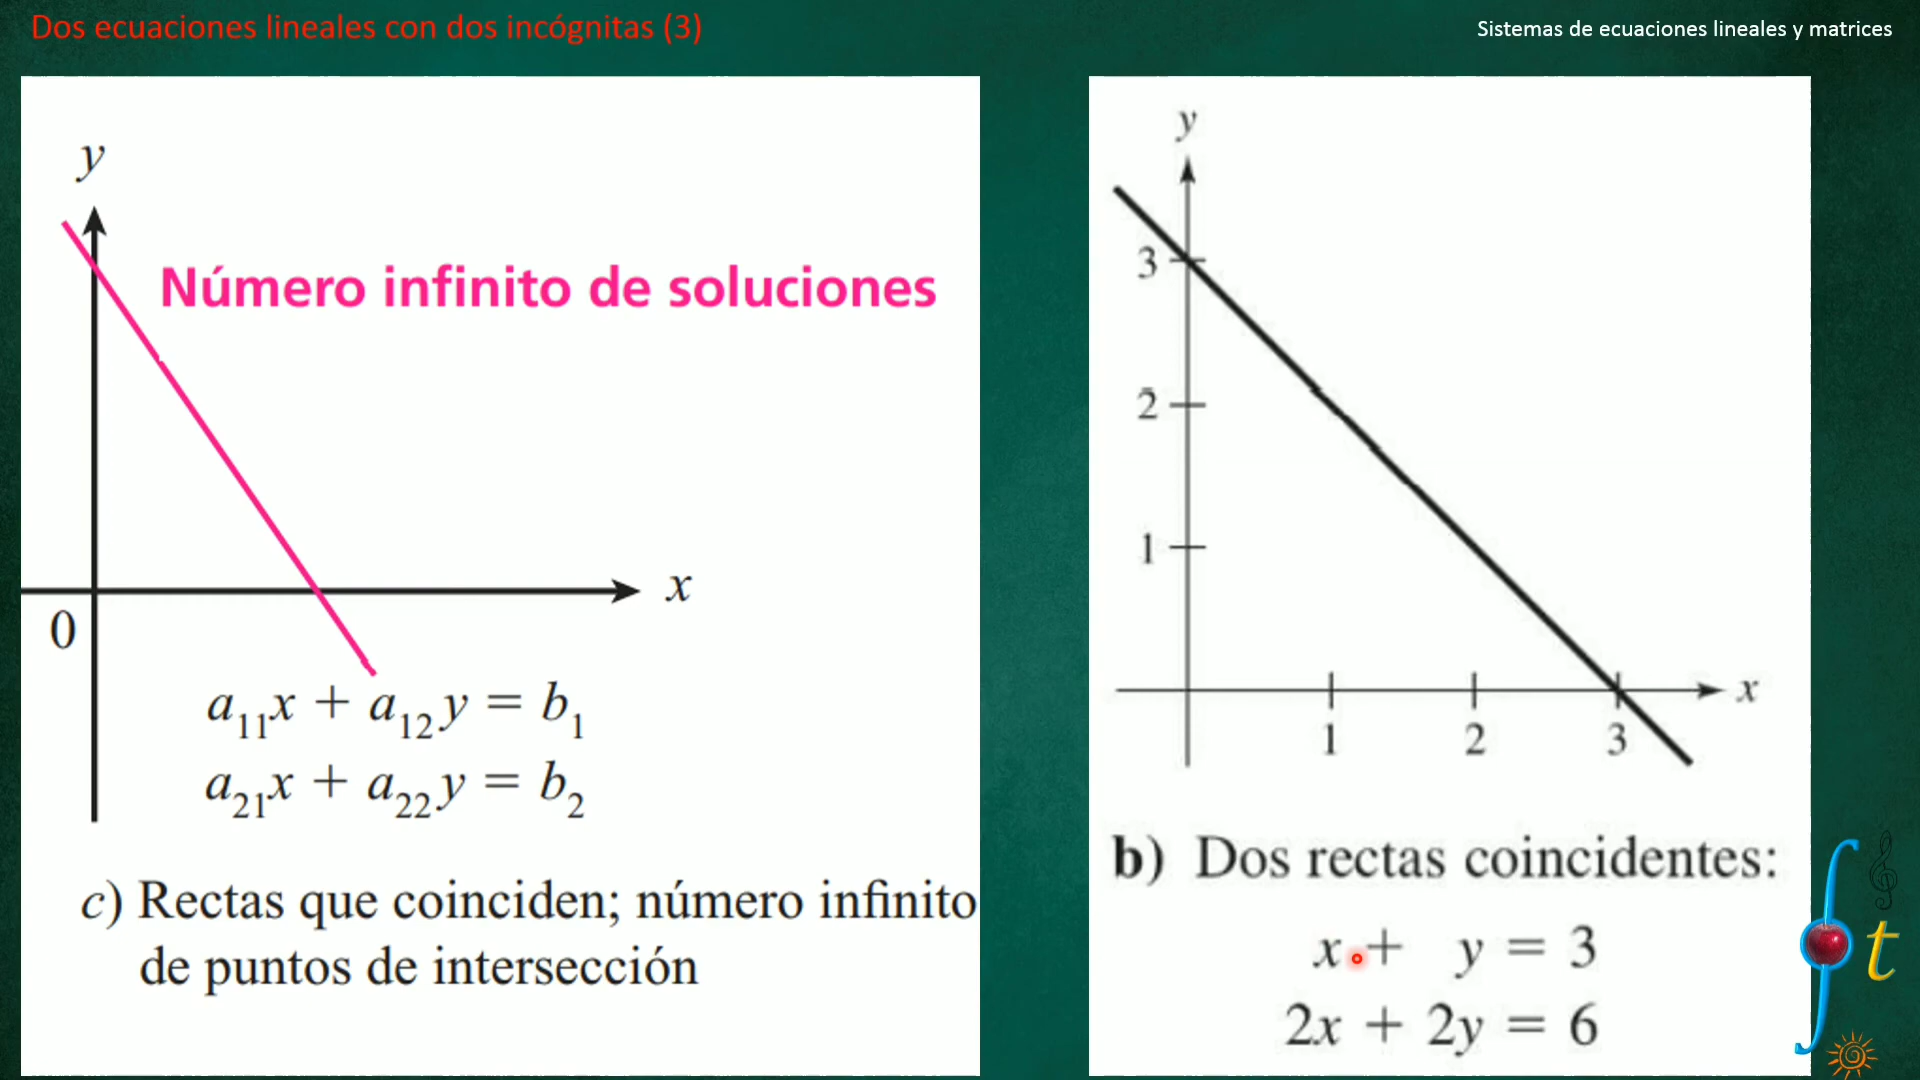 Dos ecuaciones lineales con dos incógnitas (3)
Sistemas de ecuaciones lineales y matrices
y
Número infinito de soluciones
x
0
a₁₁x + a₁₂y = b₁
a₂₁x + a₂₂y = b₂
c) Rectas que coinciden; número infinito
de puntos de intersección
y
3
2
1
x
1 2 3
b) Dos rectas coincidentes:
x + y = 3
2x + 2y = 6
t